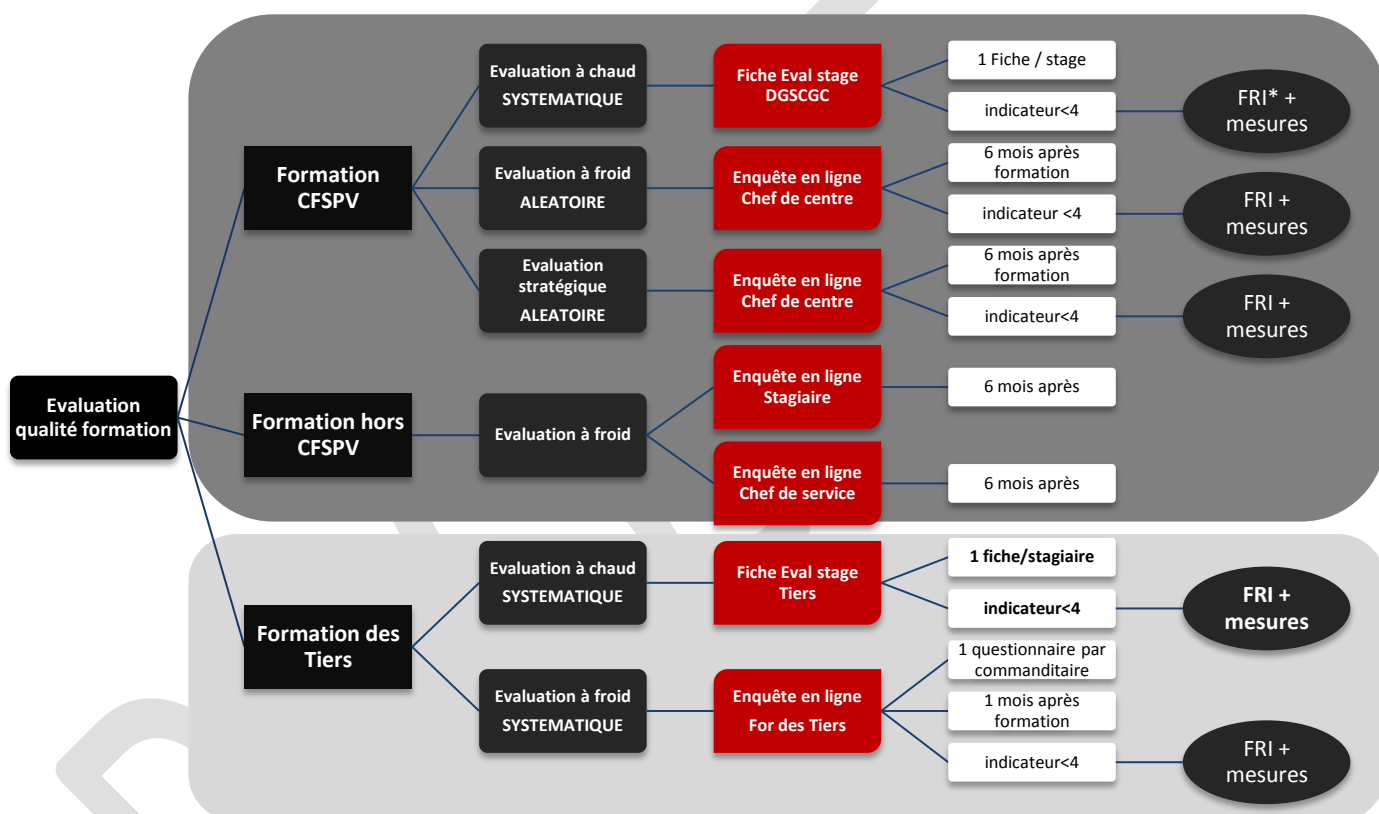 Evaluation
qualité formation
Formation
CFSPV
Evaluation à chaud
SYSTEMATIQUE
Fiche Eval stage
DGSCGC
1 Fiche / stage
indicateur<4
FRI* +
mesures
Evaluation à froid
ALEATOIRE
Enquête en ligne
Chef de centre
6 mois après
formation
indicateur <4
FRI +
mesures
Evaluation
stratégique
ALEATOIRE
Enquête en ligne
Chef de centre
6 mois après
formation
indicateur<4
FRI +
mesures
Formation hors
CFSPV
Evaluation à froid
Enquête en ligne
Stagiaire
6 mois après
Enquête en ligne
Chef de service
6 mois après
Formation des
Tiers
Evaluation à chaud
SYSTEMATIQUE
Fiche Eval stage
Tiers
1 fiche/stagiaire
indicateur<4
FRI +
mesures
Evaluation à froid
SYSTEMATIQUE
Enquête en ligne
For des Tiers
1 questionnaire par
commanditaire
1 mois après
formation
indicateur<4
FRI +
mesures